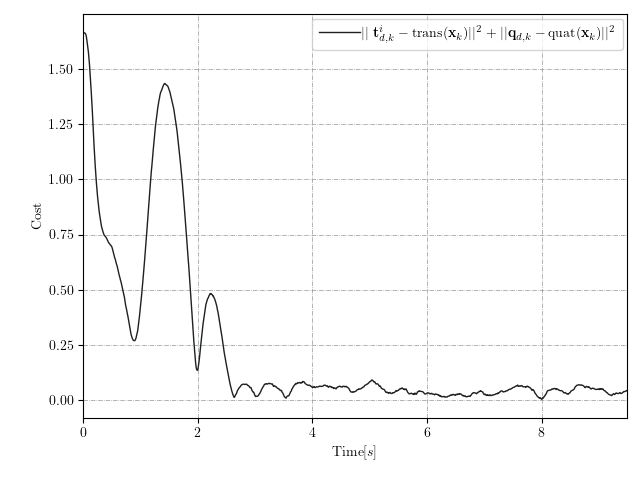 || t^i_{d,k} − trans(x_k)||^2 + ||q_{d,k} − quat(x_k)||^2
1.50
1.25
1.00
0.75
0.50
0.25
0.00
Cost
0 2 4 6 8
Time[s]